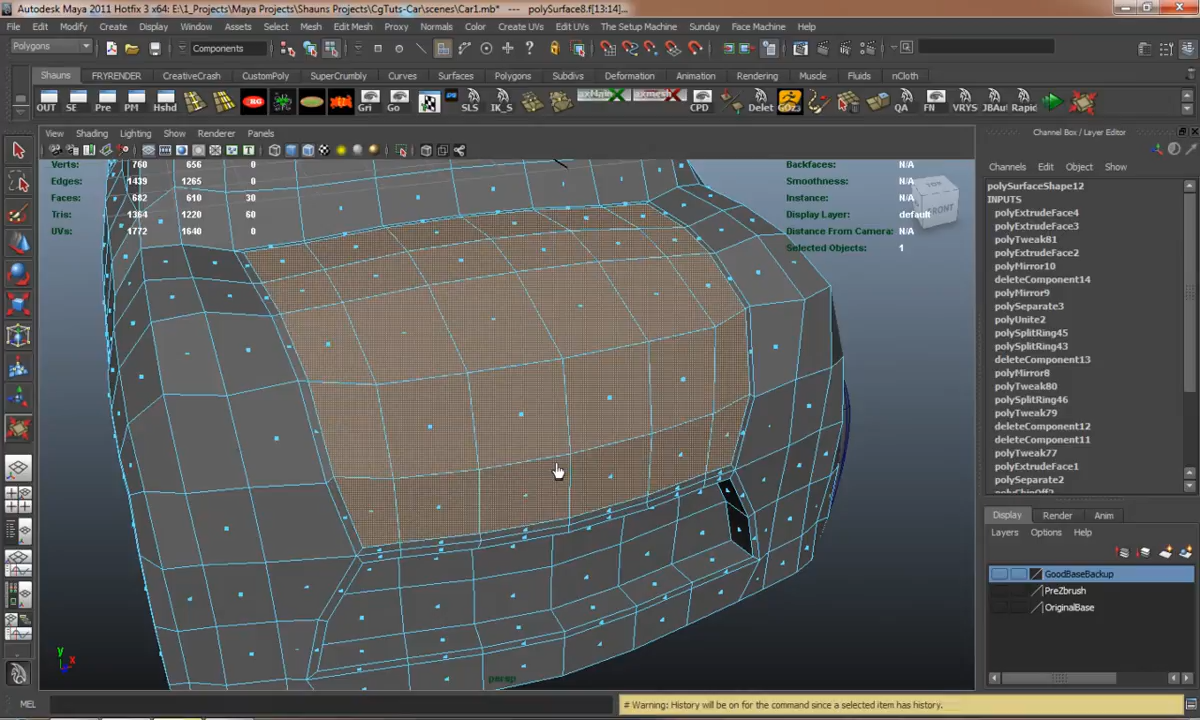 Autodesk Maya 2011 Hotfix 3 x64: E:\1_Projects\Maya Projects\Shauns Projects\CgTuts-Car\scenes\Car1.mb* --- polySurface8.f[13:14]...
File Edit Modify Create Display Window Assets Select Mesh Edit Mesh Proxy Normals Color Create UVs Edit UVs The Setup Machine Sunday Face Machine Muscle Help
Polygons Components
Shauns FRYRENDER CreativeCrash CustomPoly SuperCrumbly Curves Surfaces Polygons Subdivs Deformation Animation Rendering Muscle Fluids nCloth
OUT SE Pre PM Hshd Gri Go SLS IK_S CPD Delet GOZ QA FN VRYS JBAu! Rapic
View Shading Lighting Show Renderer Panels
Channel Box / Layer Editor
Verts: 760 656 0
Edges: 1439 1265 0
Faces: 682 610 30
Tris: 1364 1220 60
UVs: 1772 1640 0
Backfaces: N/A
Smoothness: N/A
Instance: N/A
Display Layer: default
Distance From Camera: N/A
Selected Objects: 1
TOP
FRONT
Channels Edit Object Show
polySurfaceShape12
INPUTS
polyExtrudeFace4
polyExtrudeFace3
polyTweak81
polyExtrudeFace2
polyMirror10
deleteComponent14
polyMirror9
polySeparate3
polyUnite2
polySplitRing45
polySplitRing43
deleteComponent13
polyMirror8
polyTweak80
polySplitRing46
polyTweak79
deleteComponent12
deleteComponent11
polyTweak77
polyExtrudeFace1
polySeparate2
polyChipOff2
Display Render Anim
Layers Options Help
GoodBaseBackup
PreZbrush
OriginalBase
y
x
persp
MEL
# Warning: History will be on for the command since a selected item has history.